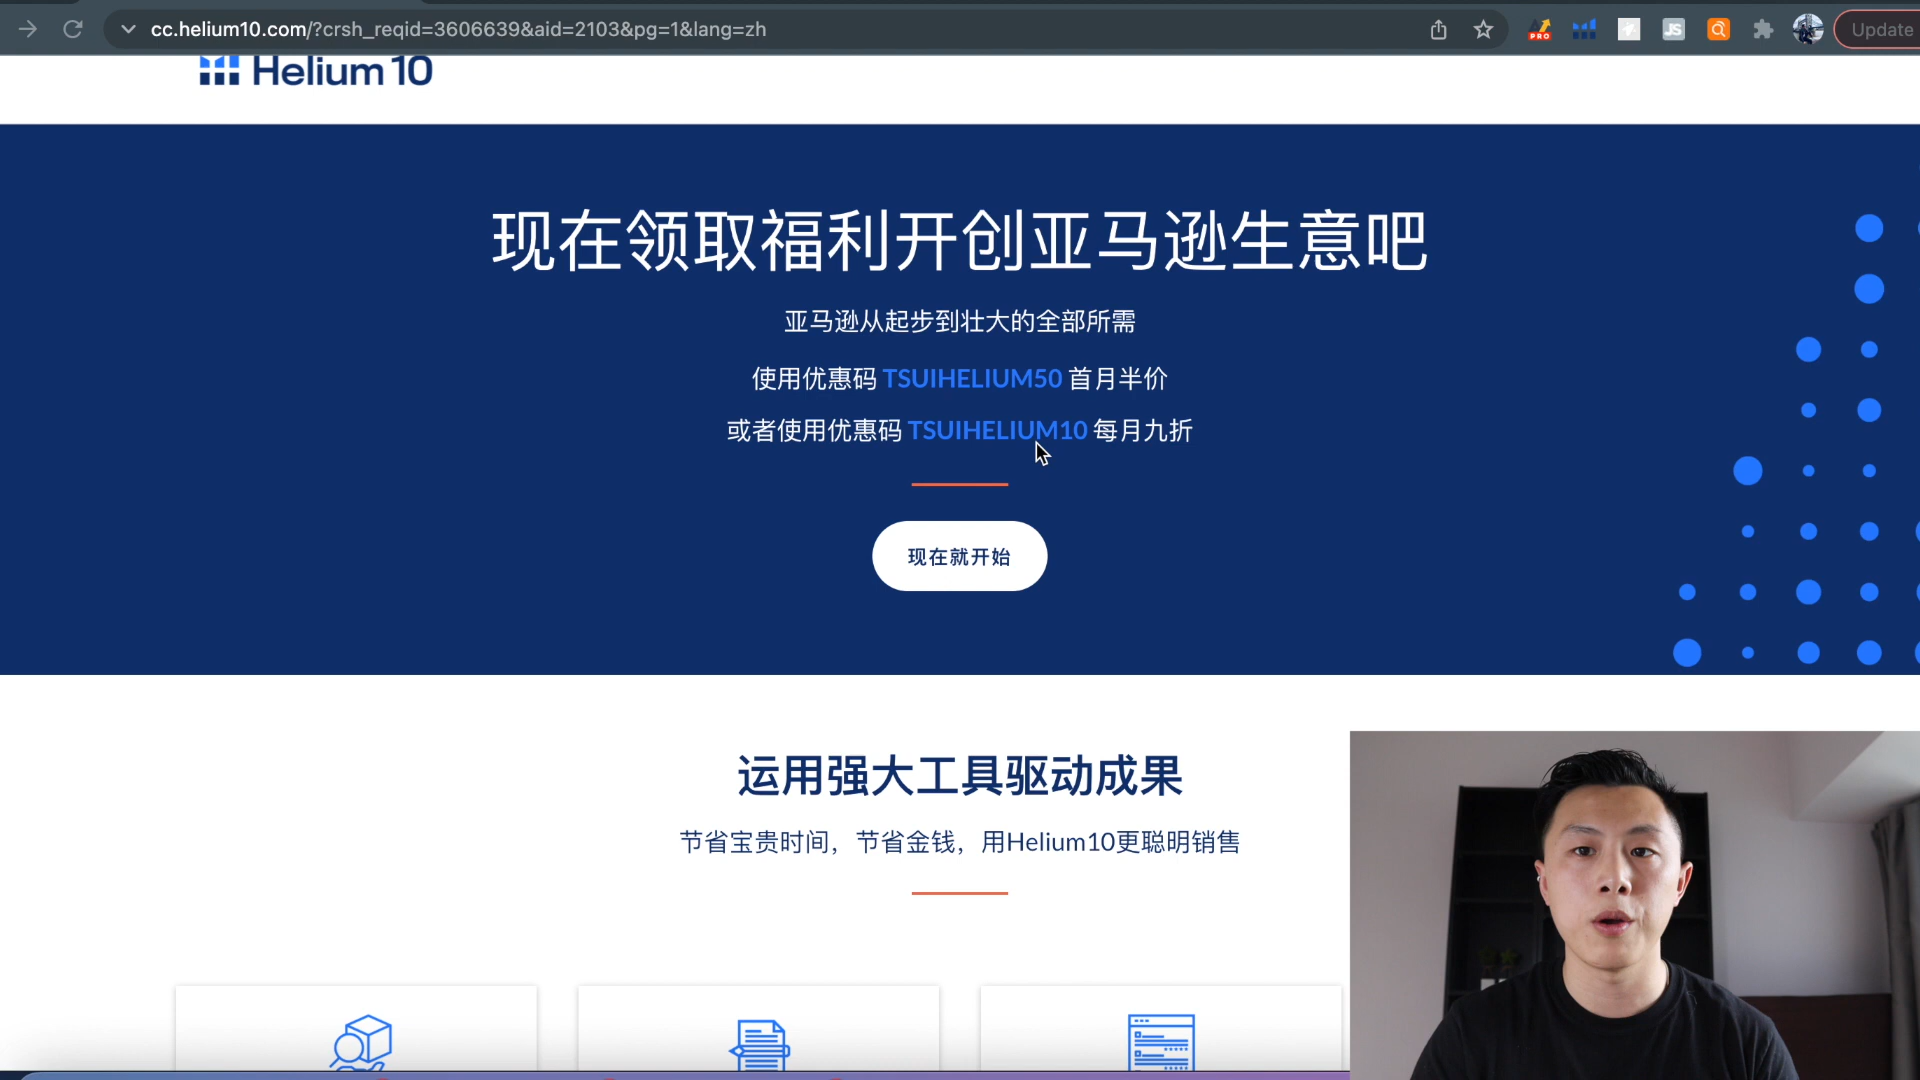 cc.helium10.com/?crsh_reqid=3606639&aid=2103&pg=1&lang=zh
PRO
JS
Update
Helium 10
现在领取福利开创亚马逊生意吧
亚马逊从起步到壮大的全部所需
使用优惠码 TSUIHELIUM50 首月半价
或者使用优惠码 TSUIHELIUM10 每月九折
现在就开始
运用强大工具驱动成果
节省宝贵时间，节省金钱，用Helium10更聪明销售